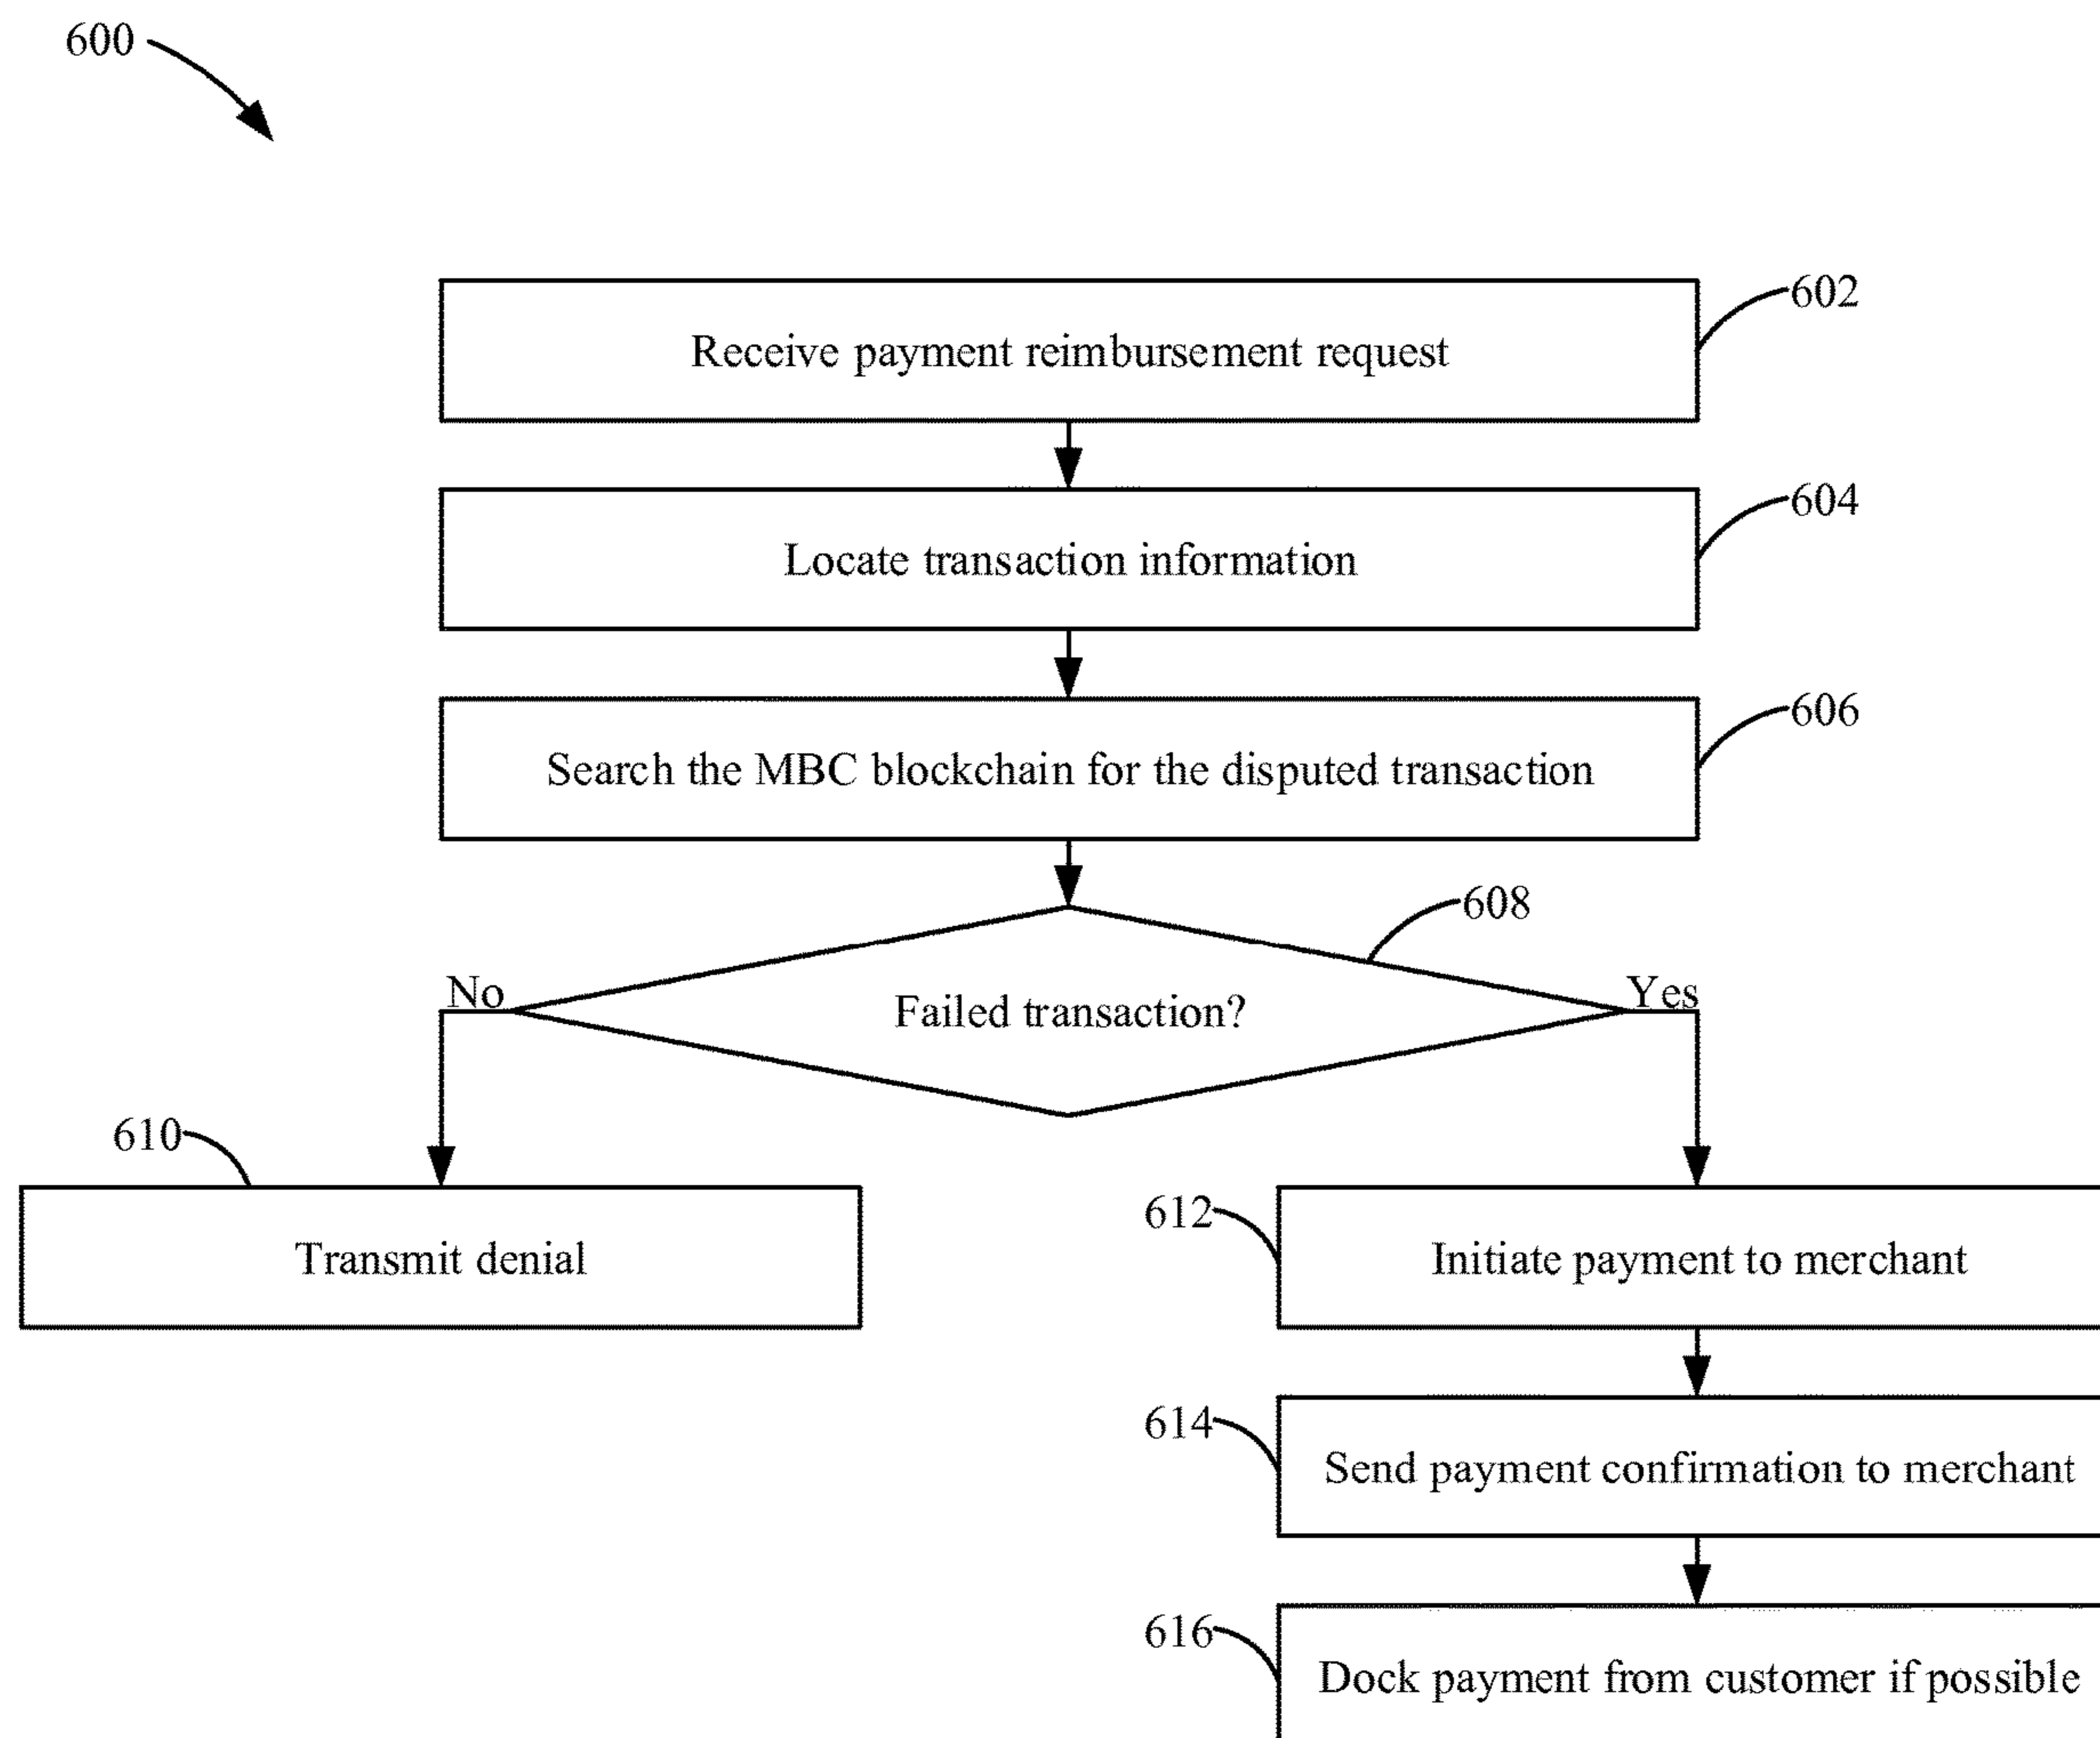 600
602
Receive payment reimbursement request
604
Locate transaction information
606
Search the MBC blockchain for the disputed transaction
608
No
Failed transaction?
Yes
610
Transmit denial
612
Initiate payment to merchant
614
Send payment confirmation to merchant
616
Dock payment from customer if possible